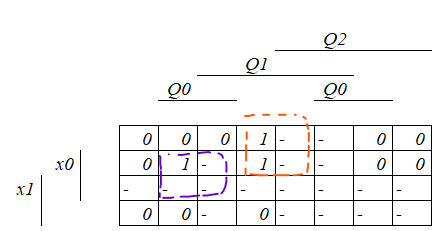 Q2
Q1
Q0 Q0
0 0 0 1 - - 0 0
x0 0 1 - 1 - - 0 0
x1 - - - - - - - -
0 0 - 0 - - - 0